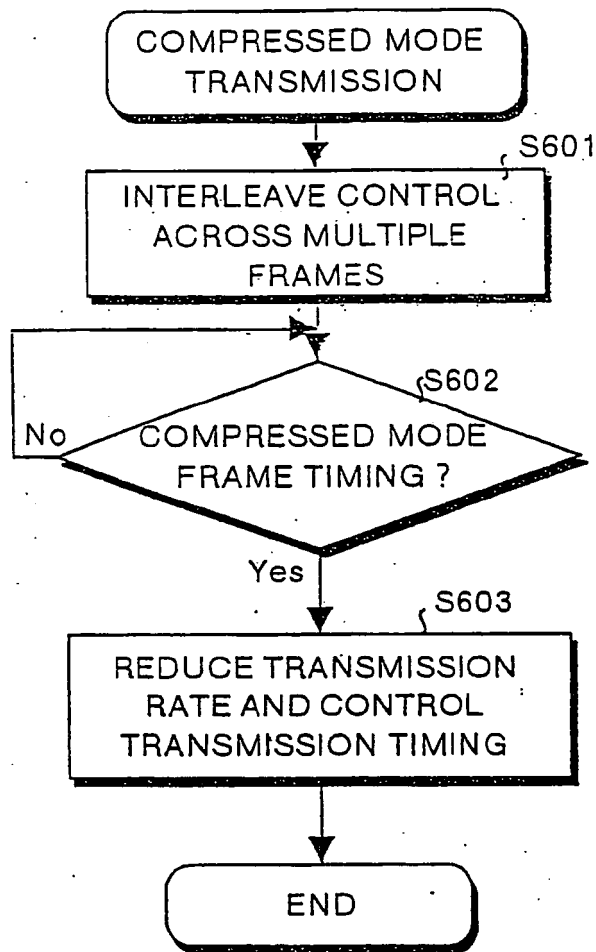 COMPRESSED MODE
TRANSMISSION
S601
INTERLEAVE CONTROL
ACROSS MULTIPLE
FRAMES
S602
No
COMPRESSED MODE
FRAME TIMING ?
Yes
S603
REDUCE TRANSMISSION
RATE AND CONTROL
TRANSMISSION TIMING
END